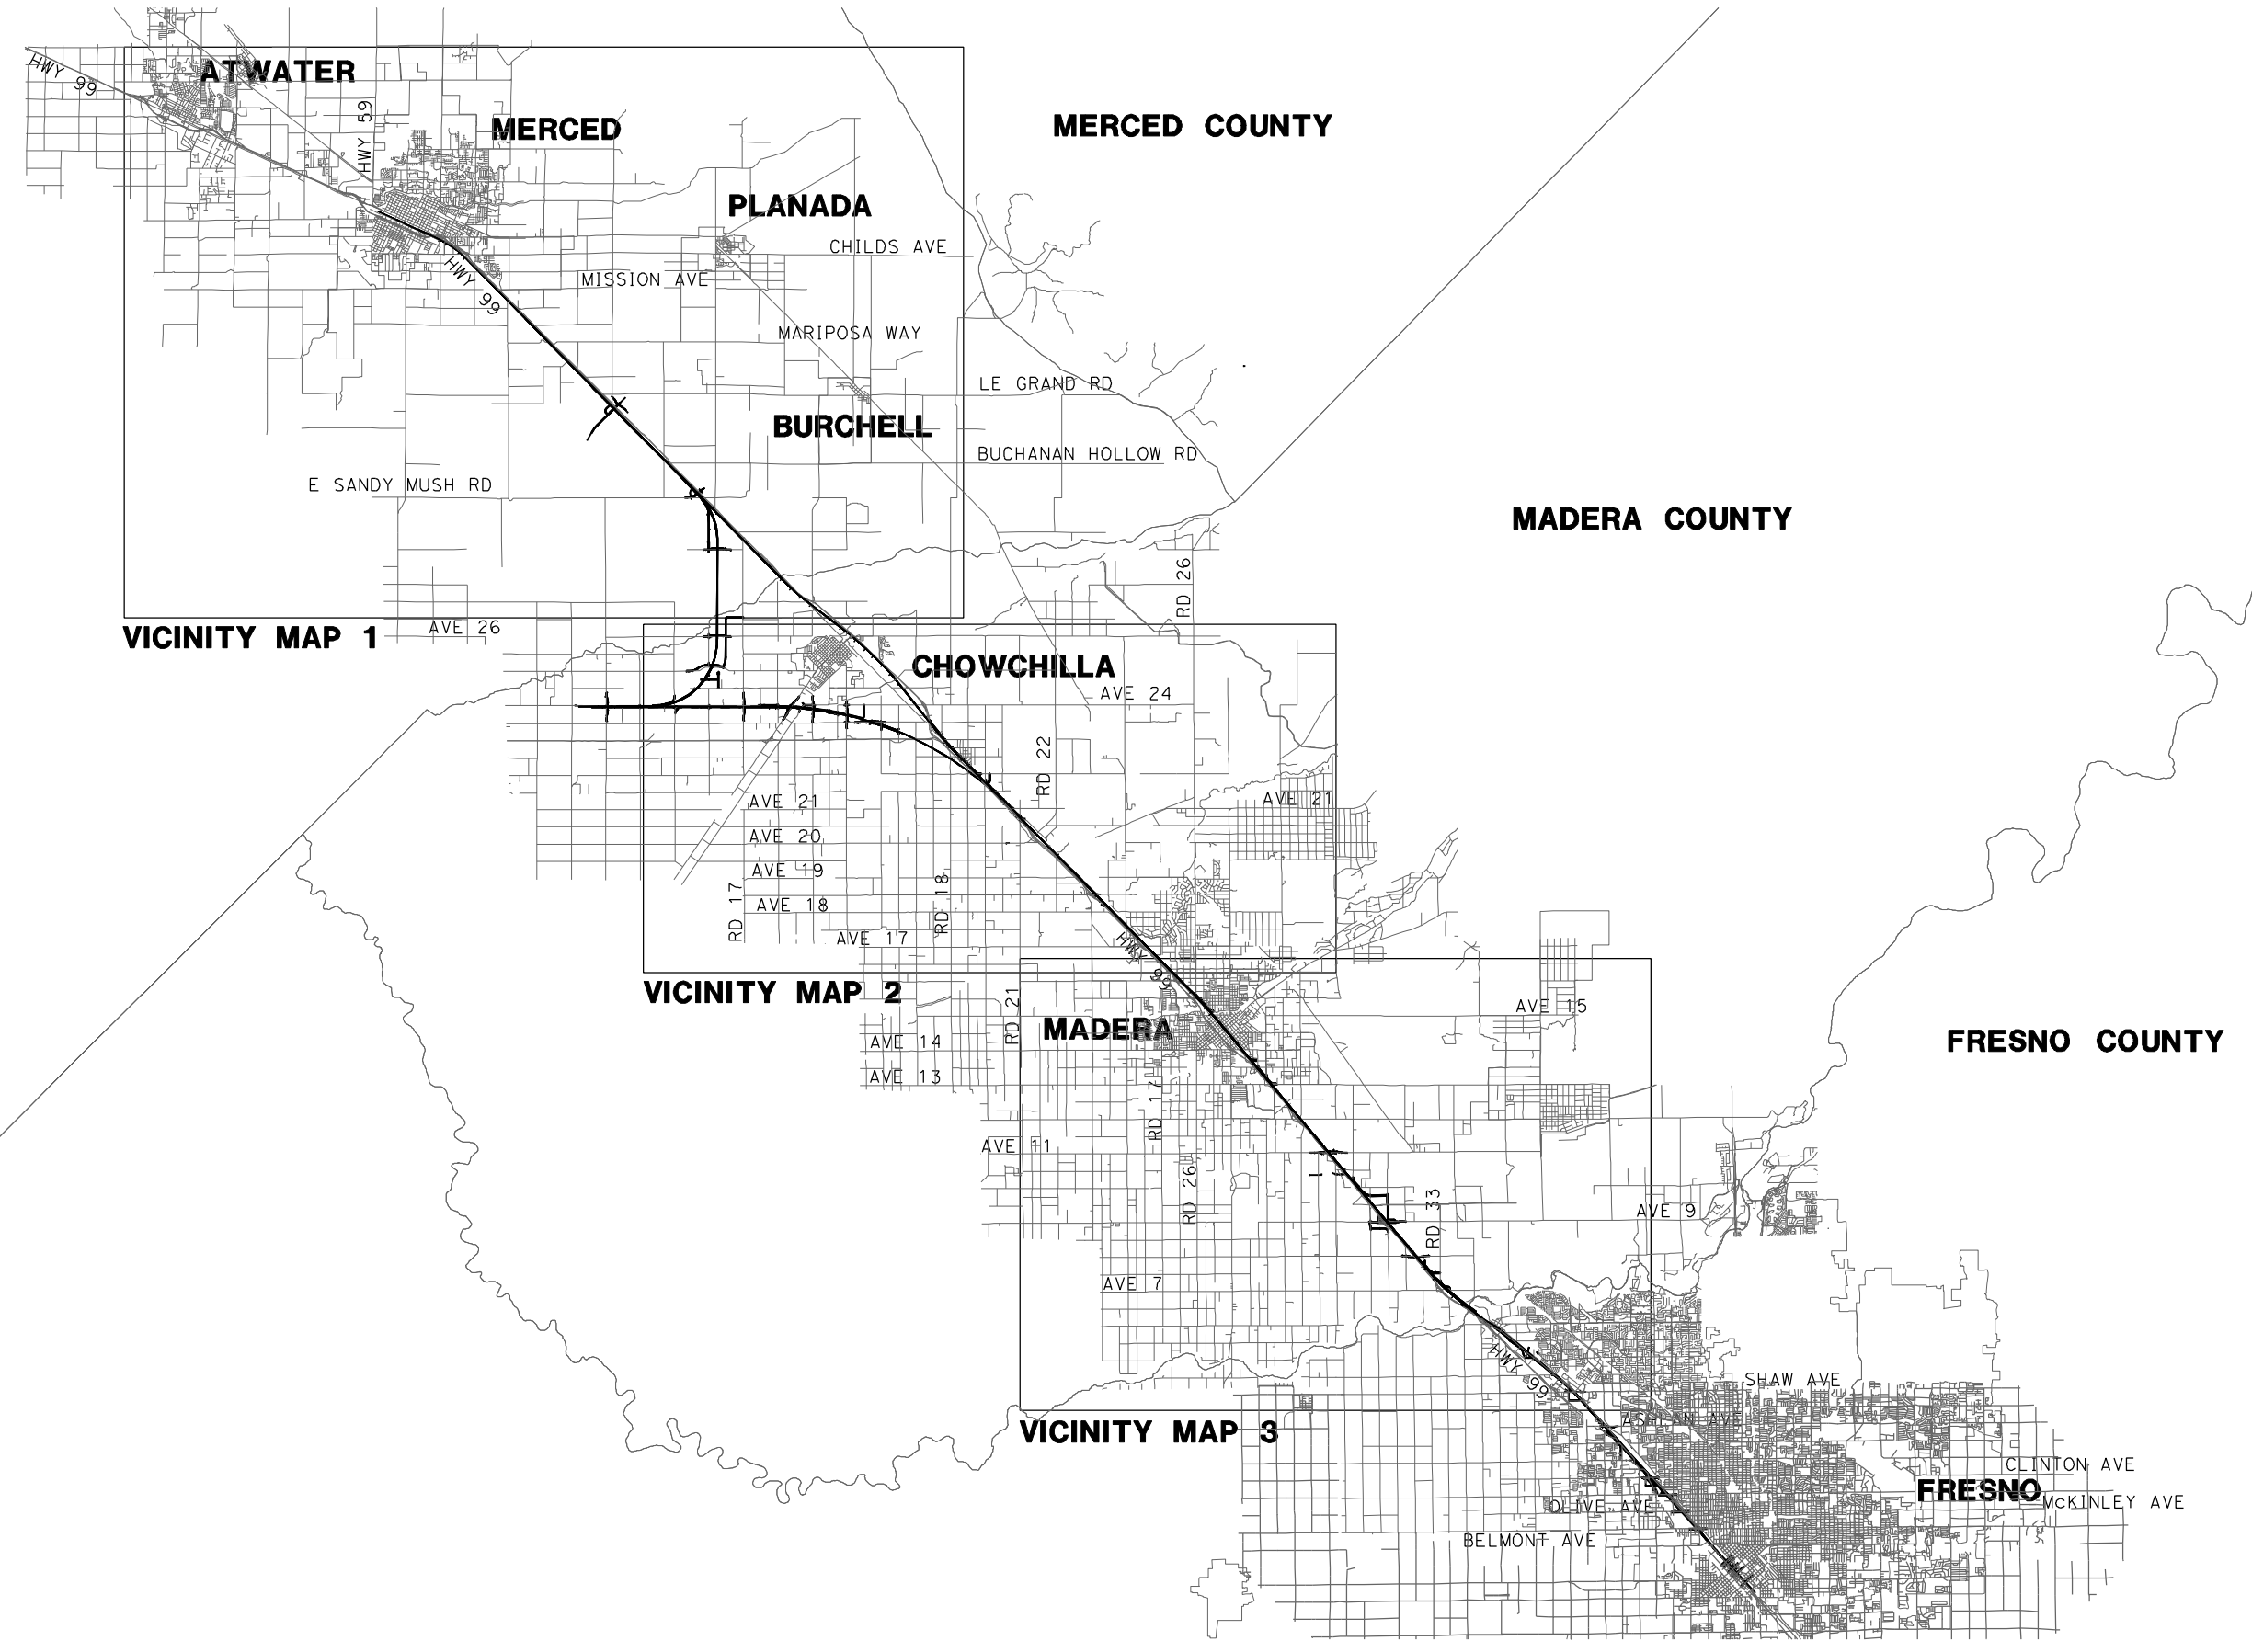 HWY 99
ATWATER
HWY 59
MERCED
MERCED COUNTY
PLANADA
CHILDS AVE
HWY 99
MISSION AVE
MARIPOSA WAY
LE GRAND RD
BURCHELL
BUCHANAN HOLLOW RD
E SANDY MUSH RD
MADERA COUNTY
RD 26
AVE 26
VICINITY MAP 1
CHOWCHILLA
AVE 24
RD 22
AVE 21
AVE 21
AVE 20
AVE 19
RD 17
AVE 18
RD 18
AVE 17
HWY 99
VICINITY MAP 2
RD 21
AVE 15
MADERA
AVE 14
FRESNO COUNTY
AVE 13
RD 17
AVE 11
RD 26
RD 33
AVE 9
AVE 7
HWY 99
SHAW AVE
ASHLAN AVE
VICINITY MAP 3
CLINTON AVE
FRESNO
McKINLEY AVE
OLIVE AVE
BELMONT AVE